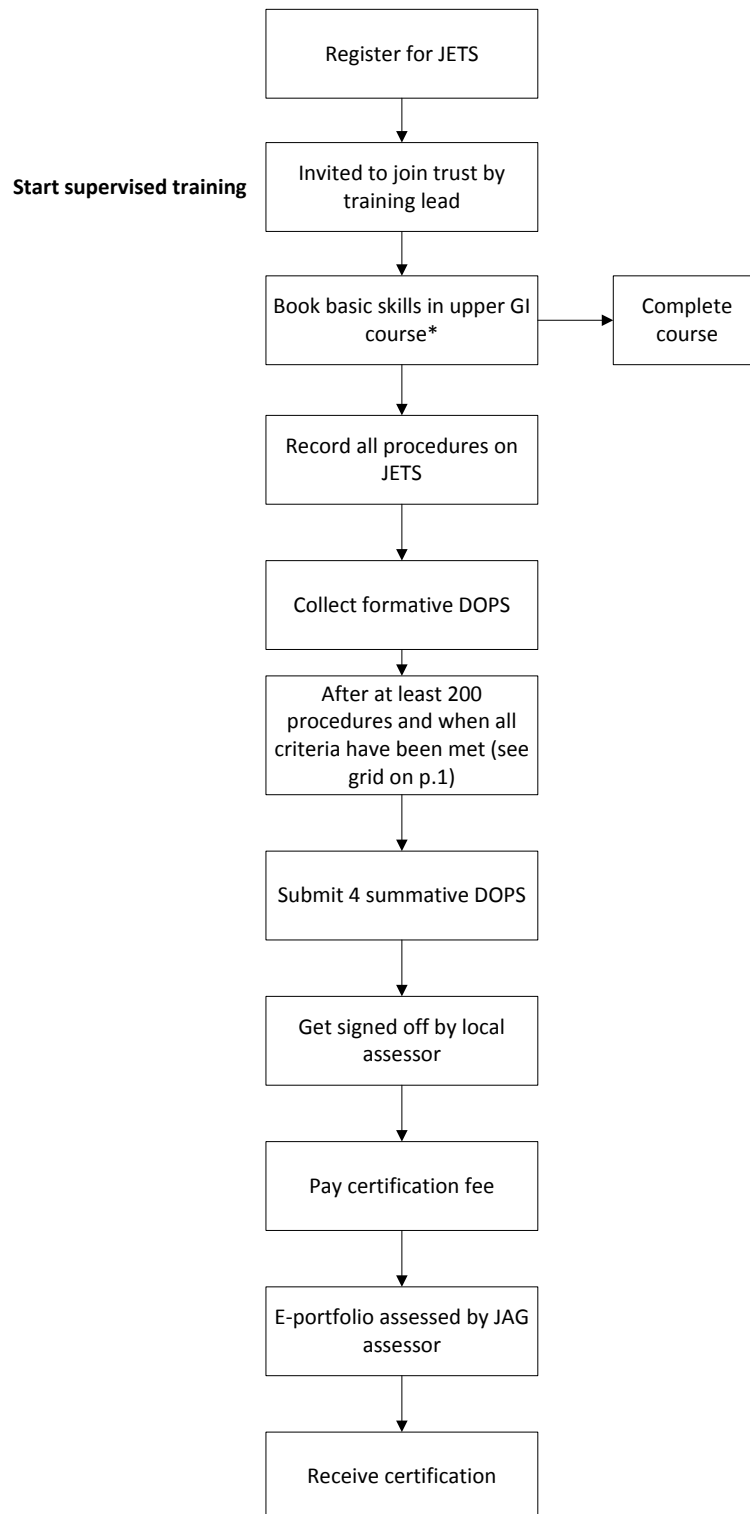 Register for JETS
Start supervised training
Invited to join trust by
training lead
Book basic skills in upper GI
course*
Complete
course
Record all procedures on
JETS
Collect formative DOPS
After at least 200
procedures and when all
criteria have been met (see
grid on p.1)
Submit 4 summative DOPS
Get signed off by local
assessor
Pay certification fee
E-portfolio assessed by JAG
assessor
Receive certification